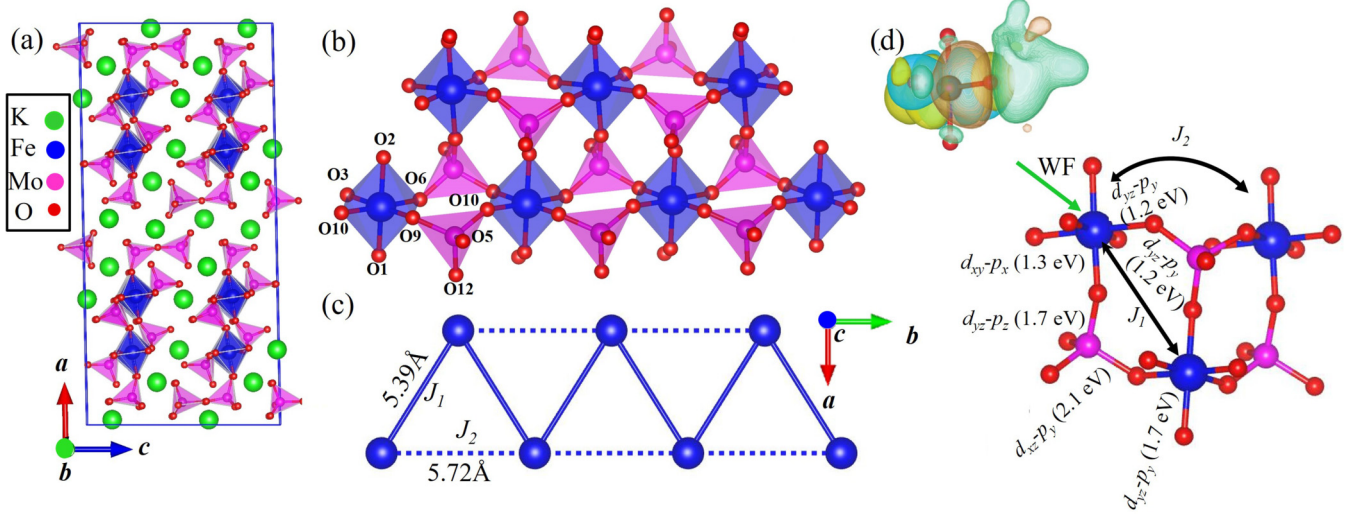 (a)
K
Fe
Mo
O
a
b
c
(b)
O2
O3
O6
O10
O10
O9
O5
O1
O12
(c)
5.39Å
J1
J2
5.72Å
c
b
a
(d)
J2
WF
dyz-py
(1.2 eV)
dxy-px (1.3 eV)
dyz-py
(1.2 eV)
dyz-pz (1.7 eV)
J1
dxz-py (2.1 eV)
dyz-py (1.7 eV)